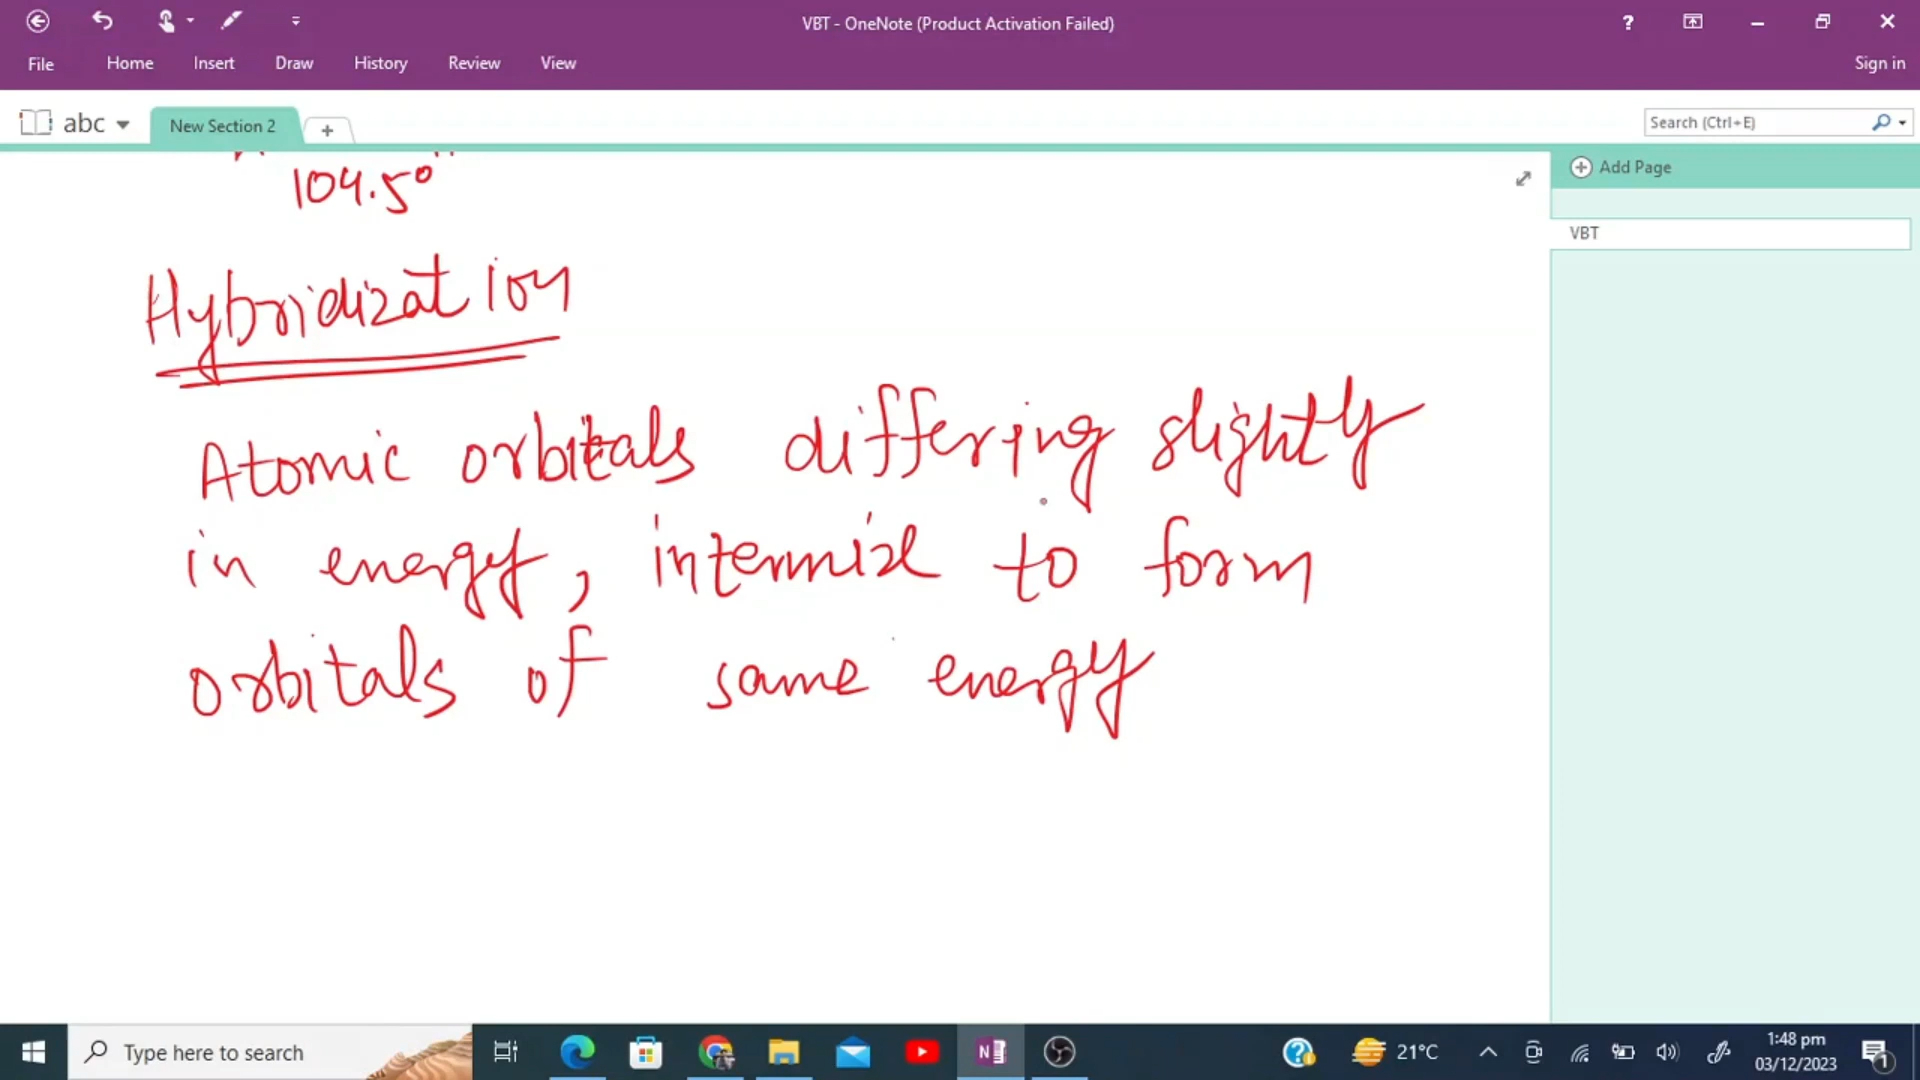 VBT - OneNote (Product Activation Failed)
?
File Home Insert Draw History Review View
Sign in
abc
New Section 2
+
Search (Ctrl+E)
Add Page
VBT
104.5°
Hybridization
Atomic orbitals differing slightly
in energy, intermix to form
orbitals of same energy
Type here to search
N
21°C
1:48 pm
03/12/2023
1